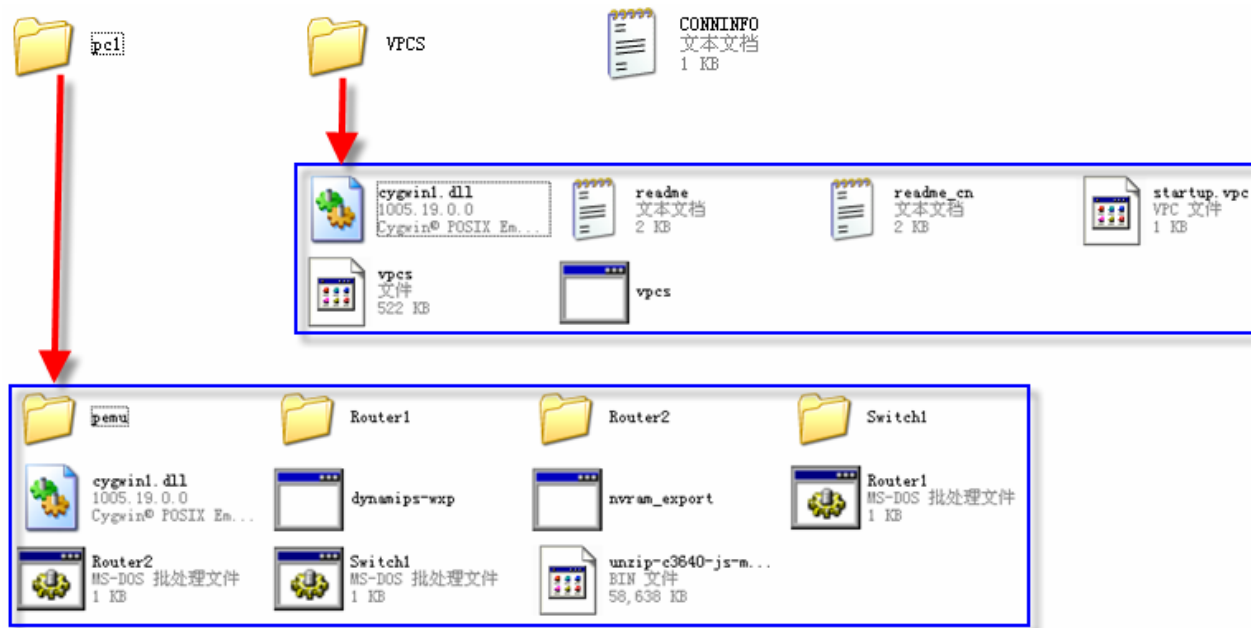 pc1
VPCS
CONNINFO
文本文档
1 KB
cygwin1.dll
1005.19.0.0
Cygwin® POSIX Em...
readme
文本文档
2 KB
readme_cn
文本文档
2 KB
startup.vpc
VPC 文件
1 KB
vpcs
文件
522 KB
vpcs
pemu
Router1
Router2
Switch1
cygwin1.dll
1005.19.0.0
Cygwin® POSIX Em...
dynamips-wxp
nvram_export
Router1
MS-DOS 批处理文件
1 KB
Router2
MS-DOS 批处理文件
1 KB
Switch1
MS-DOS 批处理文件
1 KB
unzip-c3640-js-m...
BIN 文件
58,638 KB